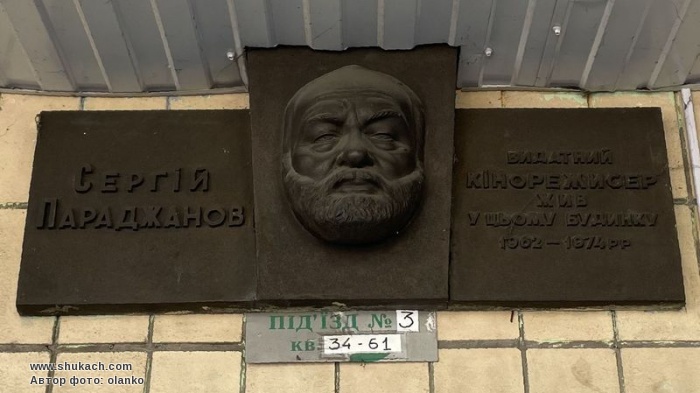 Сергій
Параджанов
Видатний
кінорежисер
жив
у цьому будинку
1962 – 1974 рр
ПІД'ЇЗД № 3
кв. 34-61
www.shukach.com
Автор фото: olanko